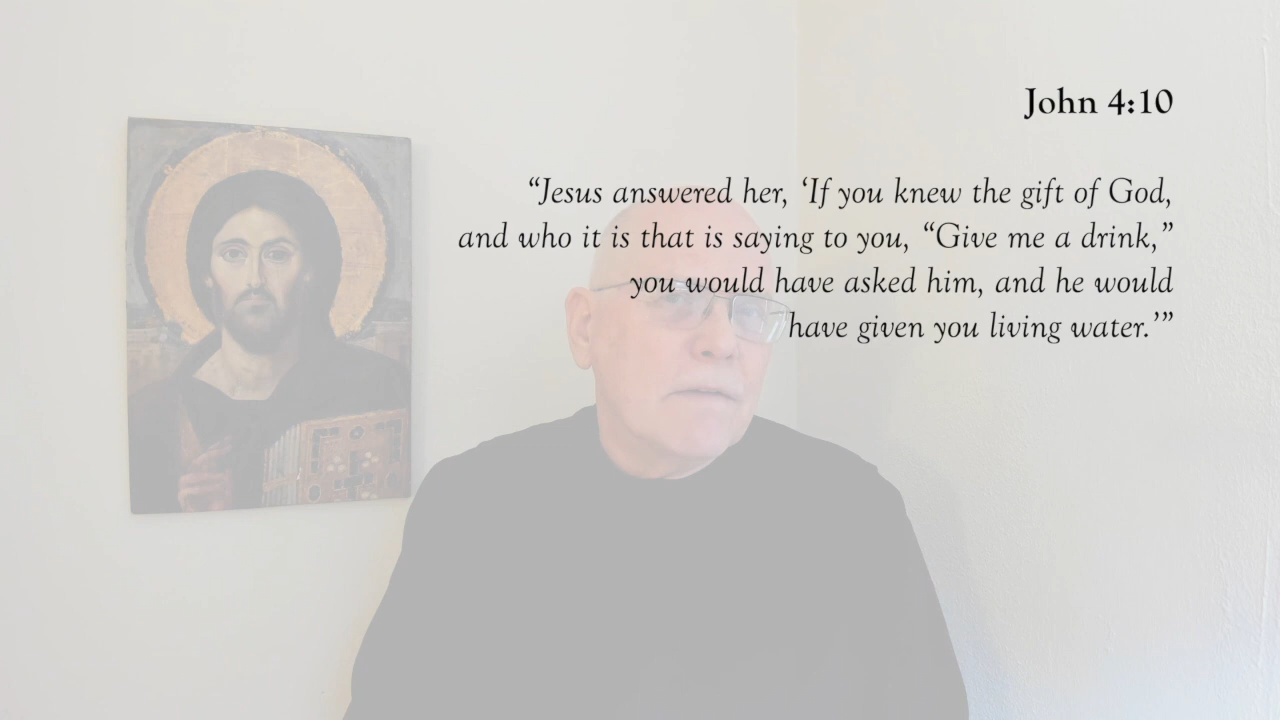 John 4:10
“Jesus answered her, ‘If you knew the gift of God,
and who it is that is saying to you, “Give me a drink,”
you would have asked him, and he would
have given you living water.’”